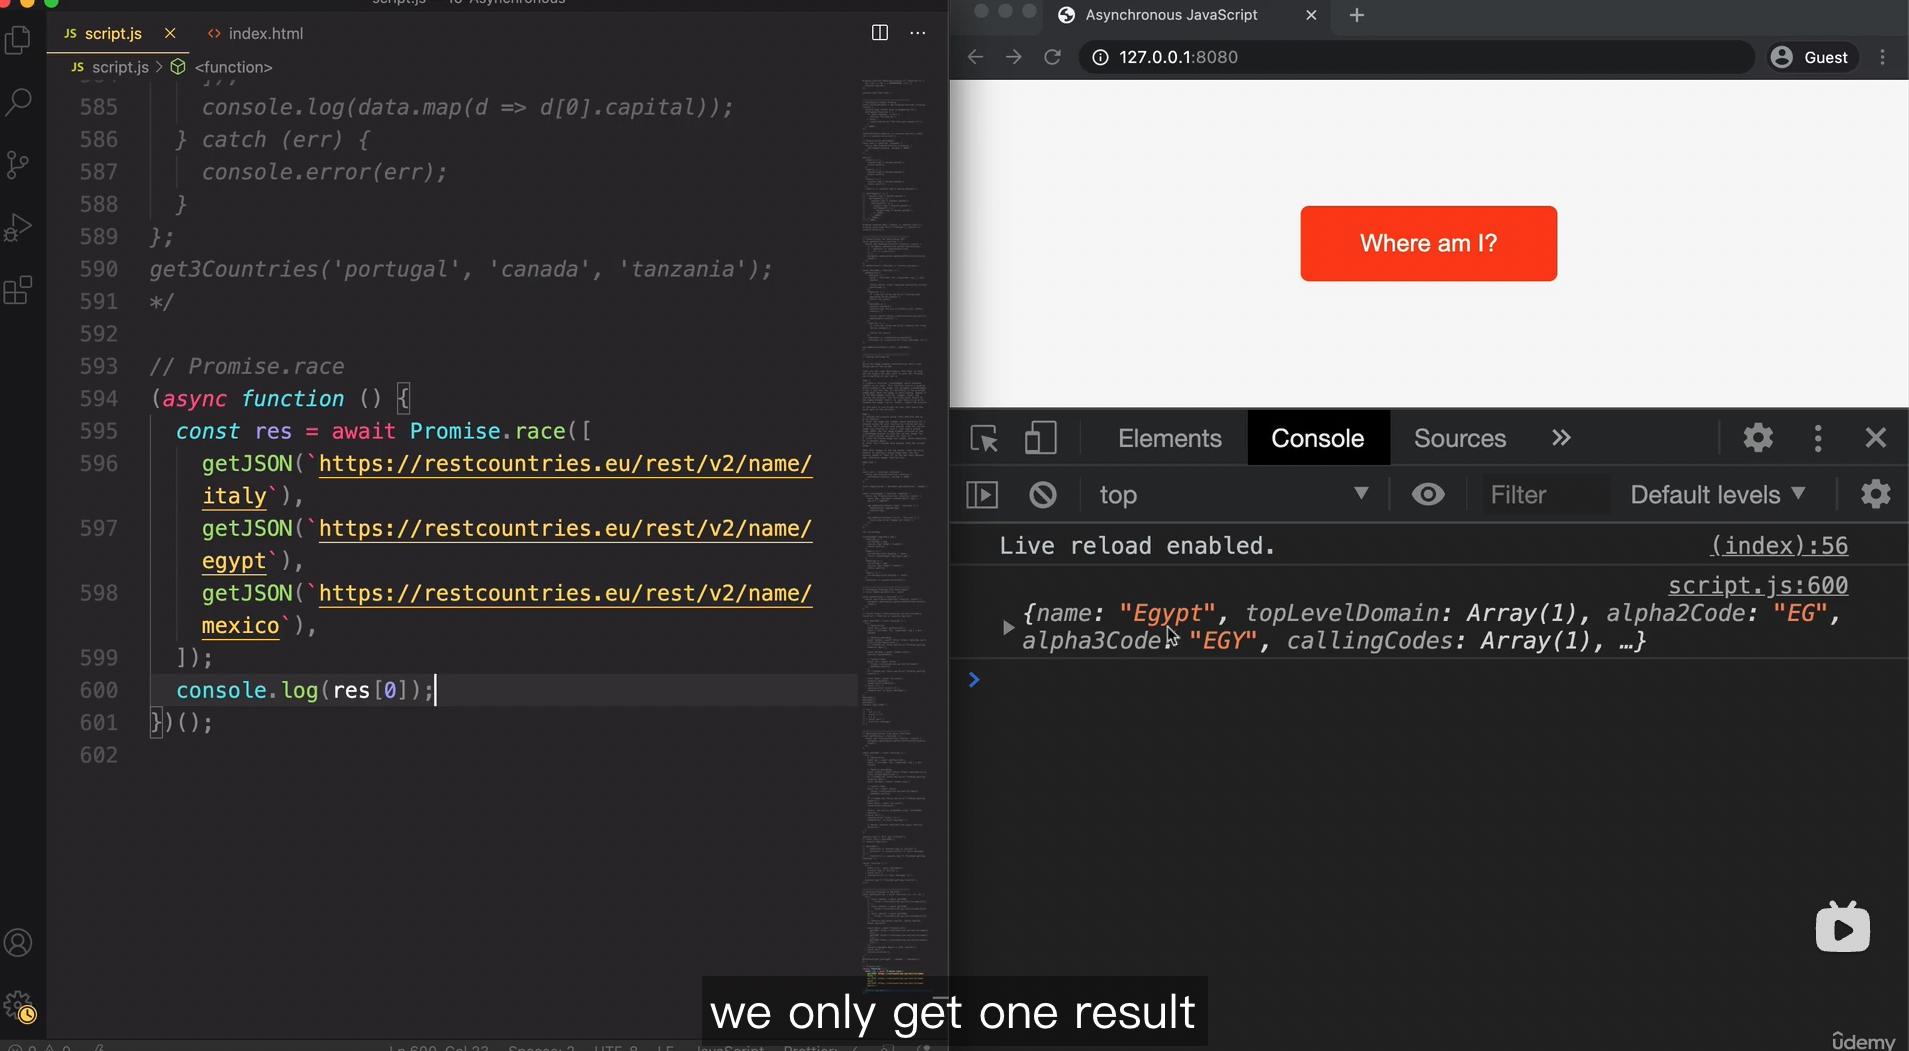 JS script.js × <> index.html ...
JS script.js > <function>
585 console.log(data.map(d => d[0].capital));
586 } catch (err) {
587 console.error(err);
588 }
589 };
590 get3Countries('portugal', 'canada', 'tanzania');
591 */
592
593 // Promise.race
594 (async function () {
595 const res = await Promise.race([
596 getJSON(`https://restcountries.eu/rest/v2/name/
italy`),
597 getJSON(`https://restcountries.eu/rest/v2/name/
egypt`),
598 getJSON(`https://restcountries.eu/rest/v2/name/
mexico`),
599 ]);
600 console.log(res[0]);
601 })();
602
Asynchronous JavaScript
127.0.0.1:8080
Guest
Where am I?
Elements Console Sources »
top Filter Default levels
Live reload enabled. (index):56
script.js:600
{name: "Egypt", topLevelDomain: Array(1), alpha2Code: "EG",
alpha3Code: "EGY", callingCodes: Array(1), …}
we only get one result
ûdemy